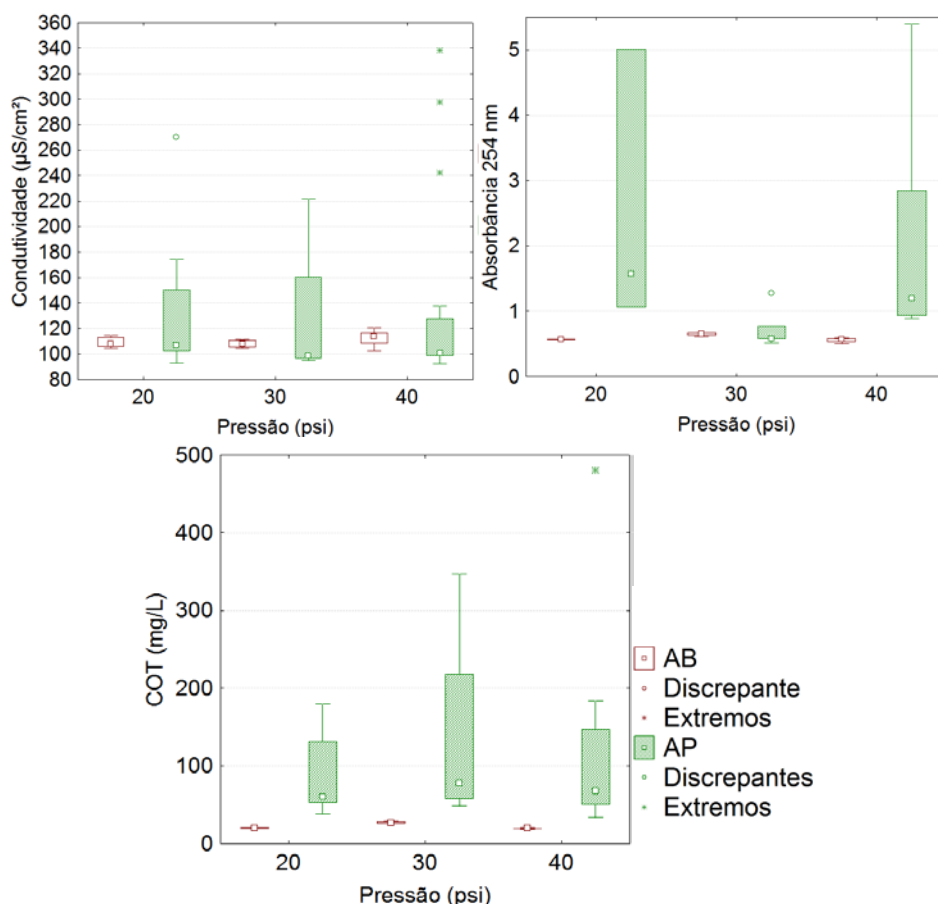 Condutividade (µS/cm²)
360
340
320
300
280
260
240
220
200
180
160
140
120
100
80
20 30 40
Pressão (psi)
Absorbância 254 nm
5
4
3
2
1
0
20 30 40
Pressão (psi)
COT (mg/L)
500
400
300
200
100
0
20 30 40
Pressão (psi)
AB
Discrepante
Extremos
AP
Discrepantes
Extremos